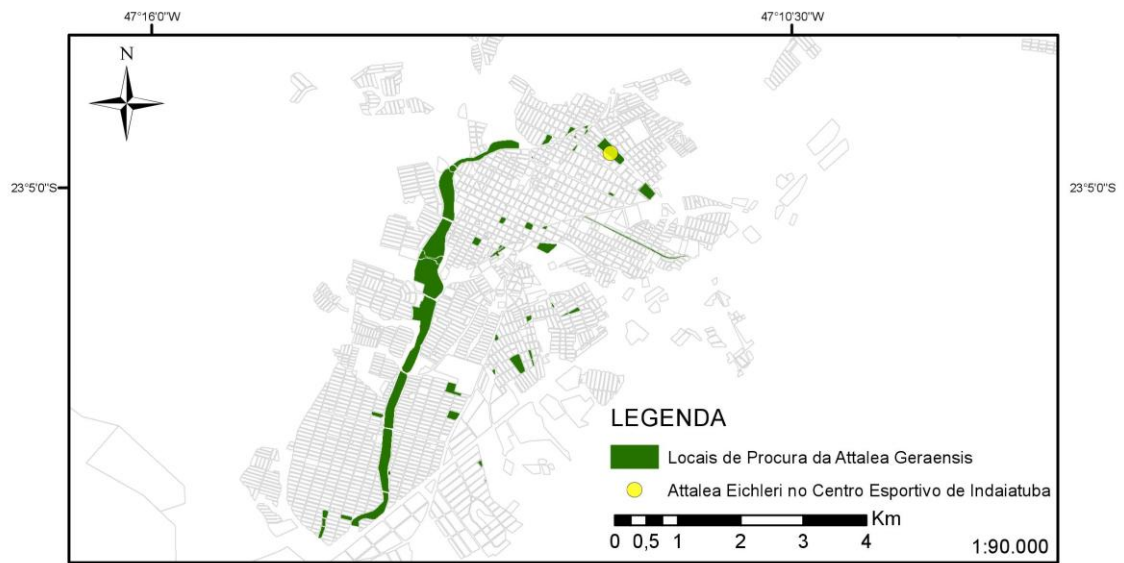 47°16'0"W
47°10'30"W
N
23°5'0"S
23°5'0"S
LEGENDA
Locais de Procura da Attalea Geraensis
Attalea Eichleri no Centro Esportivo de Indaiatuba
Km
0 0,5 1 2 3 4
1:90.000